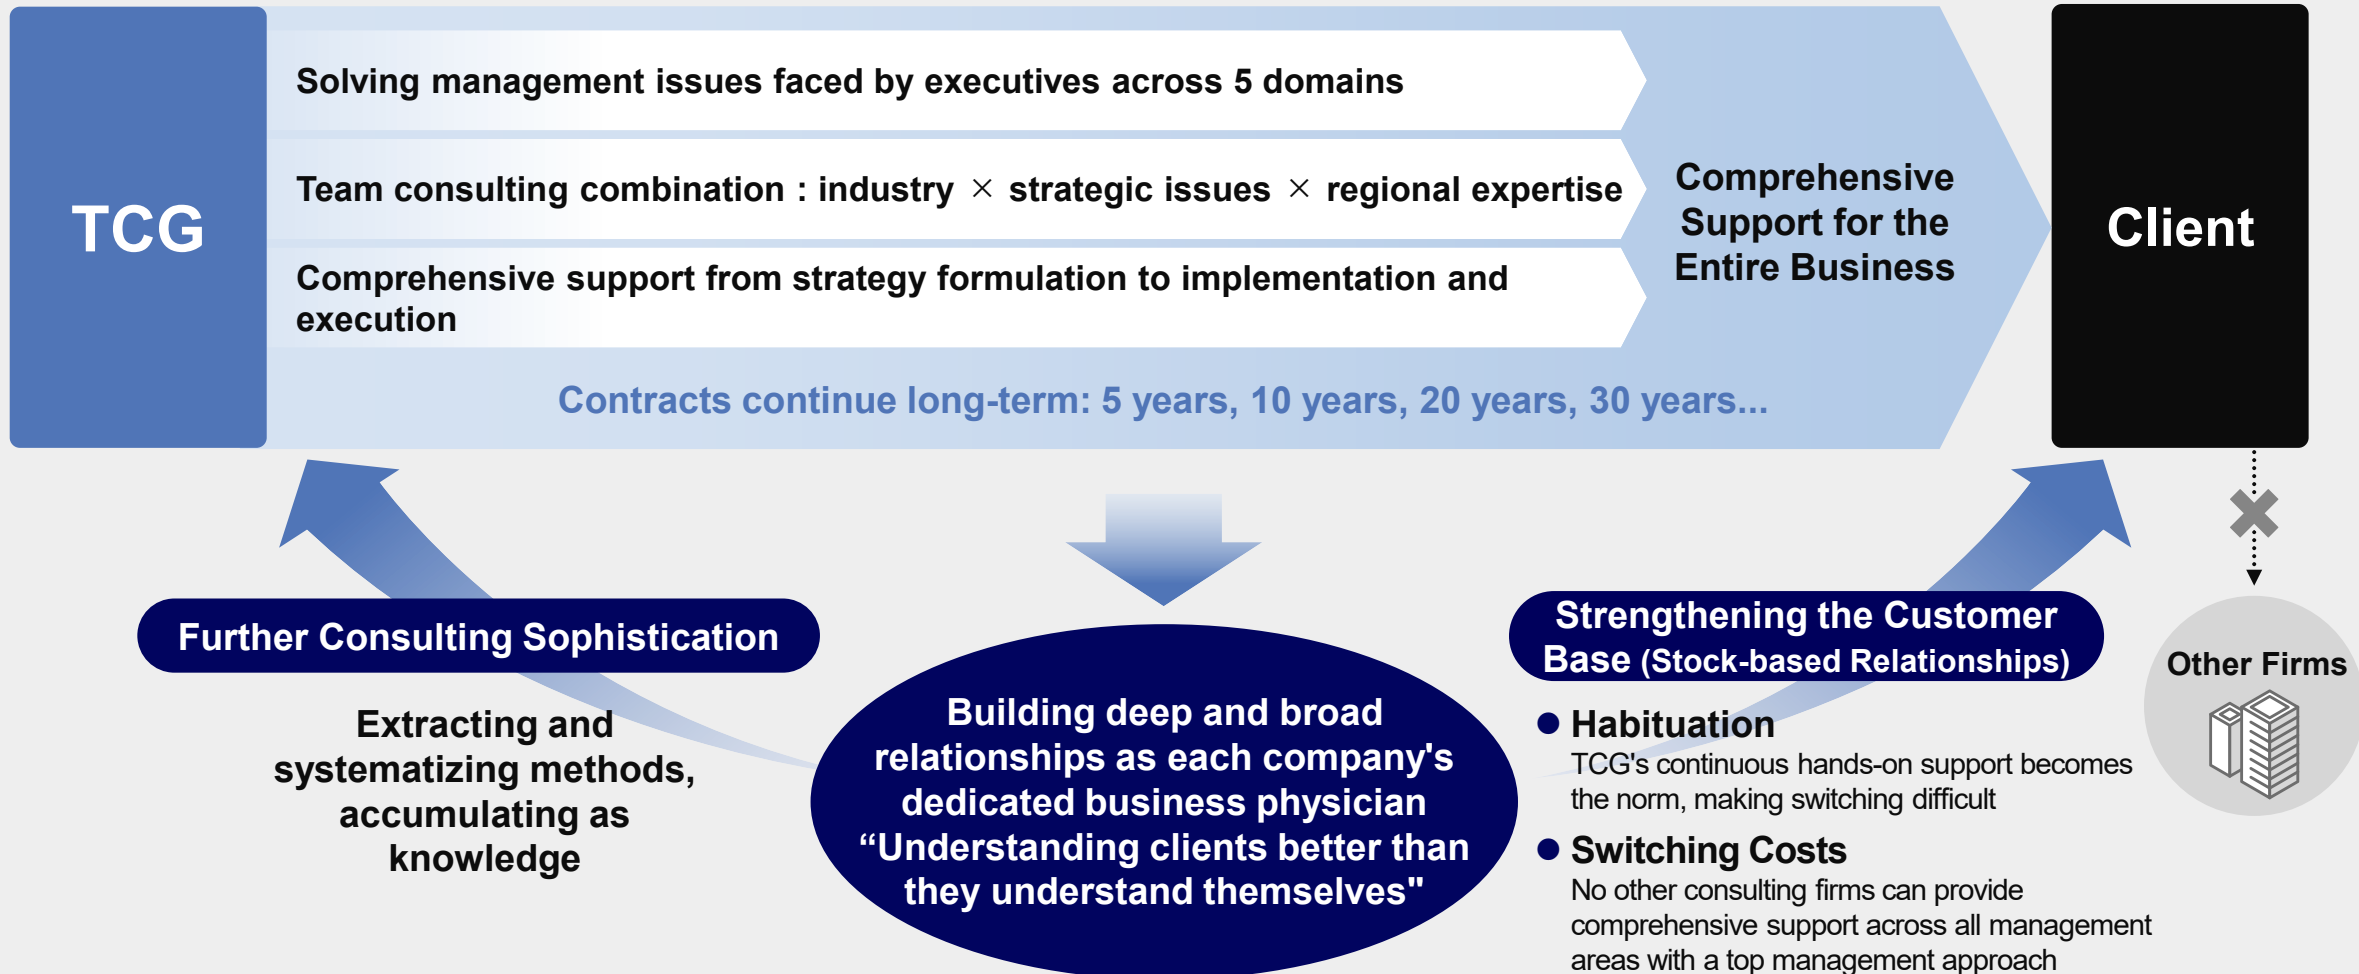 TCG
Solving management issues faced by executives across 5 domains
Team consulting combination : industry × strategic issues × regional expertise
Comprehensive support from strategy formulation to implementation and
execution
Comprehensive
Support for the
Entire Business
Client
Contracts continue long-term: 5 years, 10 years, 20 years, 30 years...
Further Consulting Sophistication
Extracting and
systematizing methods,
accumulating as
knowledge
Building deep and broad
relationships as each company's
dedicated business physician
“Understanding clients better than
they understand themselves"
Strengthening the Customer
Base (Stock-based Relationships)
● Habituation
TCG's continuous hands-on support becomes
the norm, making switching difficult
● Switching Costs
No other consulting firms can provide
comprehensive support across all management
areas with a top management approach
Other Firms